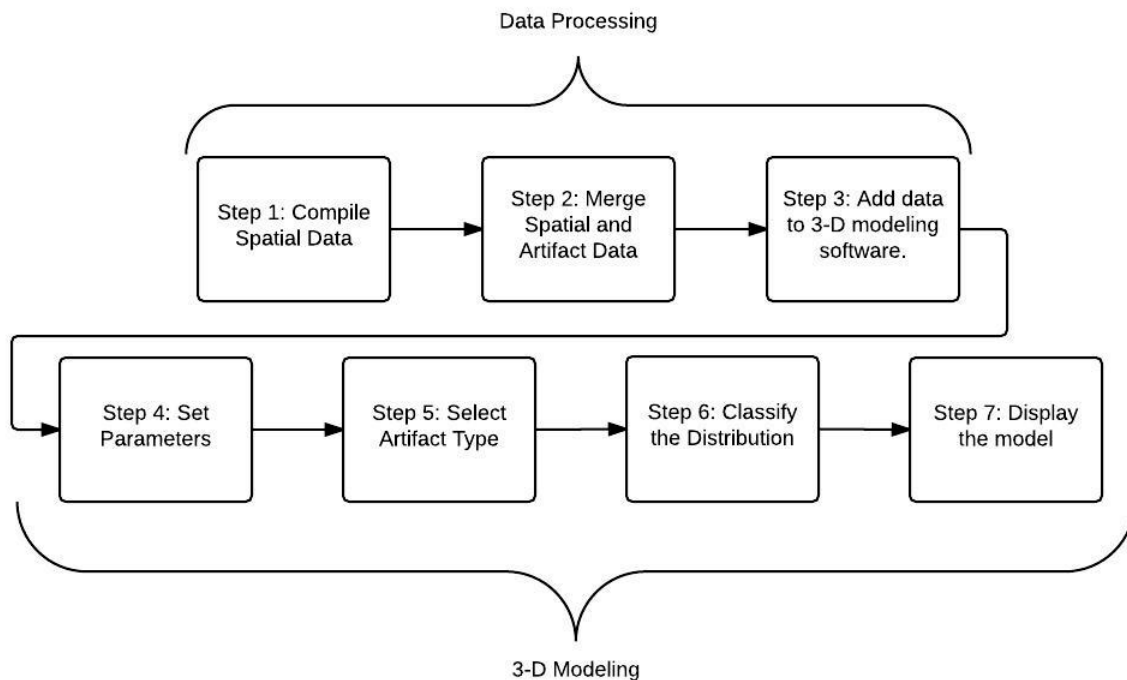 Data Processing
Step 1: Compile
Spatial Data
Step 2: Merge
Spatial and
Artifact Data
Step 3: Add data
to 3-D modeling
software.
Step 4: Set
Parameters
Step 5: Select
Artifact Type
Step 6: Classify
the Distribution
Step 7: Display
the model
3-D Modeling